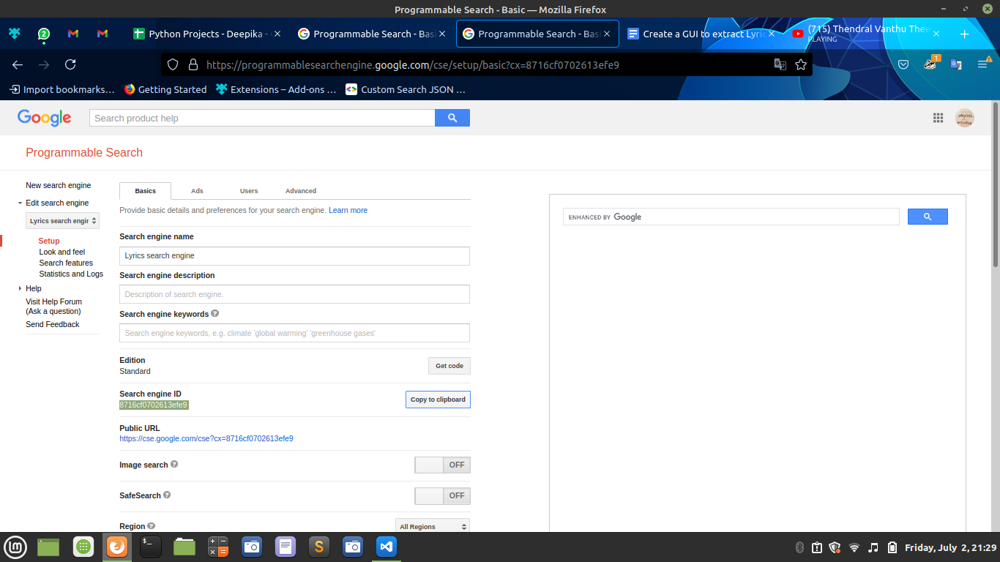 Programmable Search - Basic — Mozilla Firefox
2
Python Projects - Deepika -
Programmable Search - Basi
Programmable Search - Basi
Create a GUI to extract Lyric
(715) Thendral Vanthu Thee
PLAYING
https://programmablesearchengine.google.com/cse/setup/basic?cx=8716cf0702613efe9
1
Import bookmarks…
Getting Started
Extensions – Add-ons …
Custom Search JSON …
Google
Search product help
Programmable Search
New search engine
Edit search engine
Lyrics search engin
Setup
Look and feel
Search features
Statistics and Logs
Help
Visit Help Forum
(Ask a question)
Send Feedback
Basics
Ads
Users
Advanced
Provide basic details and preferences for your search engine. Learn more
Search engine name
Lyrics search engine
Search engine description
Description of search engine.
Search engine keywords ?
Search engine keywords, e.g. climate 'global warming' 'greenhouse gases'
Edition
Standard
Get code
Search engine ID
8716cf0702613efe9
Copy to clipboard
Public URL
https://cse.google.com/cse?cx=8716cf0702613efe9
Image search ?
OFF
SafeSearch ?
OFF
Region ?
All Regions
ENHANCED BY Google
Friday, July 2, 21:29